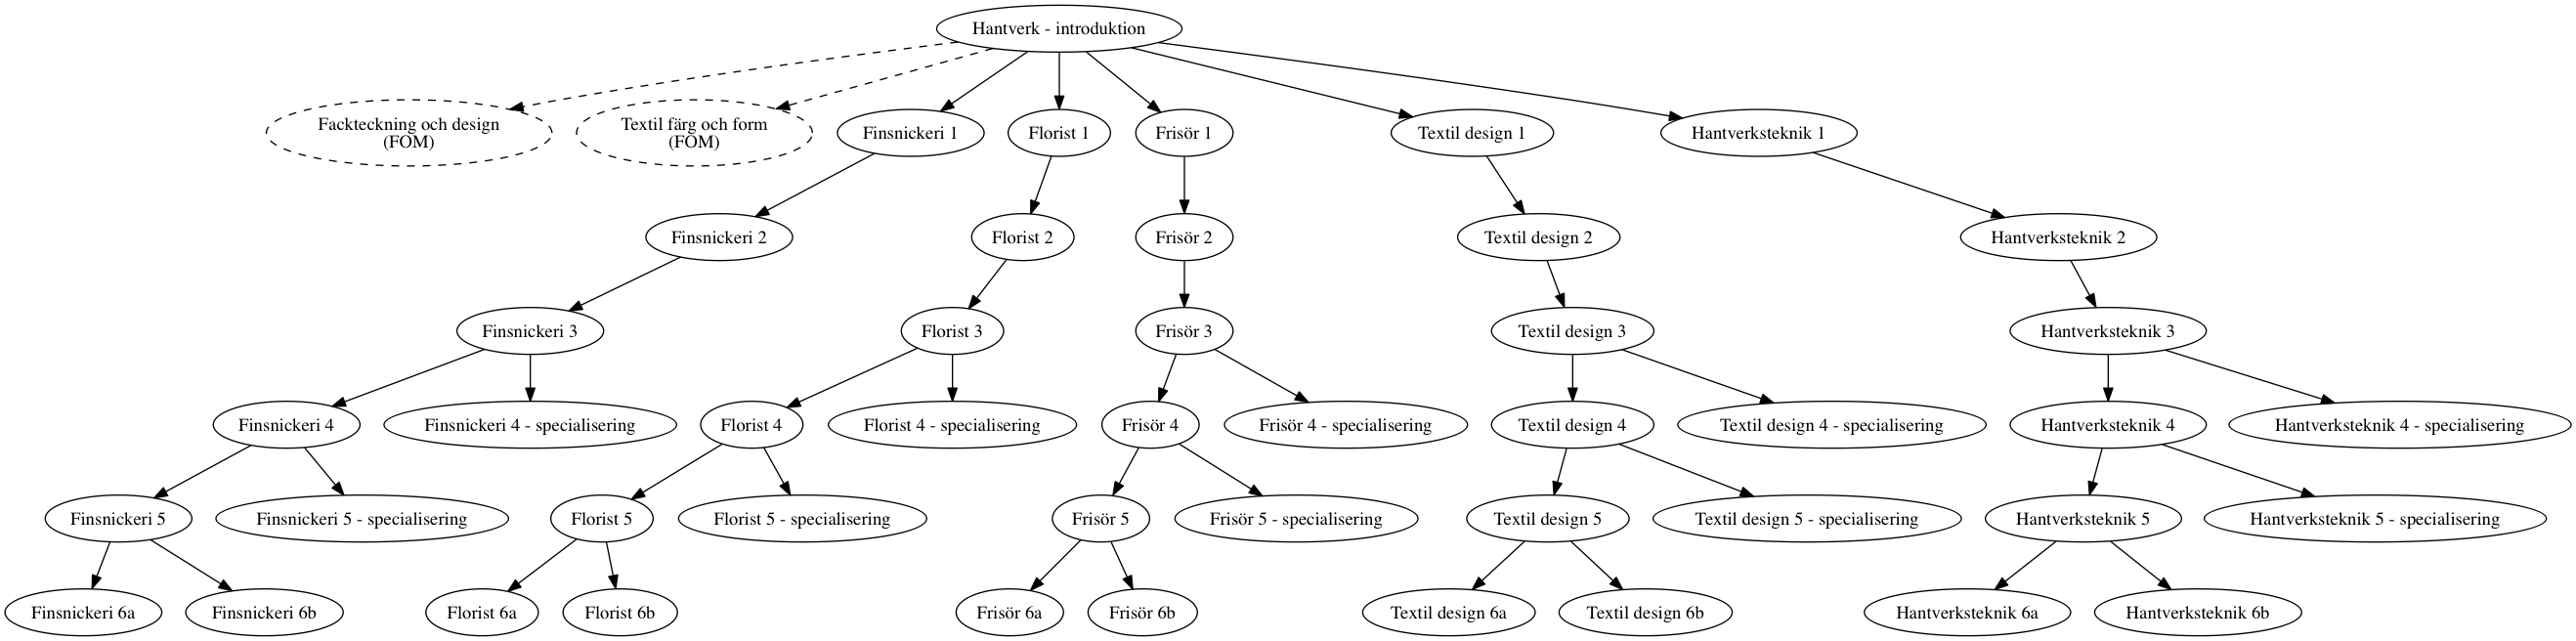 Hantverk - introduktion
Fackteckning och design
(FOM)
Textil färg och form
(FOM)
Finsnickeri 1
Florist 1
Frisör 1
Textil design 1
Hantverksteknik 1
Finsnickeri 2
Florist 2
Frisör 2
Textil design 2
Hantverksteknik 2
Finsnickeri 3
Florist 3
Frisör 3
Textil design 3
Hantverksteknik 3
Finsnickeri 4
Finsnickeri 4 - specialisering
Florist 4
Florist 4 - specialisering
Frisör 4
Frisör 4 - specialisering
Textil design 4
Textil design 4 - specialisering
Hantverksteknik 4
Hantverksteknik 4 - specialisering
Finsnickeri 5
Finsnickeri 5 - specialisering
Florist 5
Florist 5 - specialisering
Frisör 5
Frisör 5 - specialisering
Textil design 5
Textil design 5 - specialisering
Hantverksteknik 5
Hantverksteknik 5 - specialisering
Finsnickeri 6a
Finsnickeri 6b
Florist 6a
Florist 6b
Frisör 6a
Frisör 6b
Textil design 6a
Textil design 6b
Hantverksteknik 6a
Hantverksteknik 6b